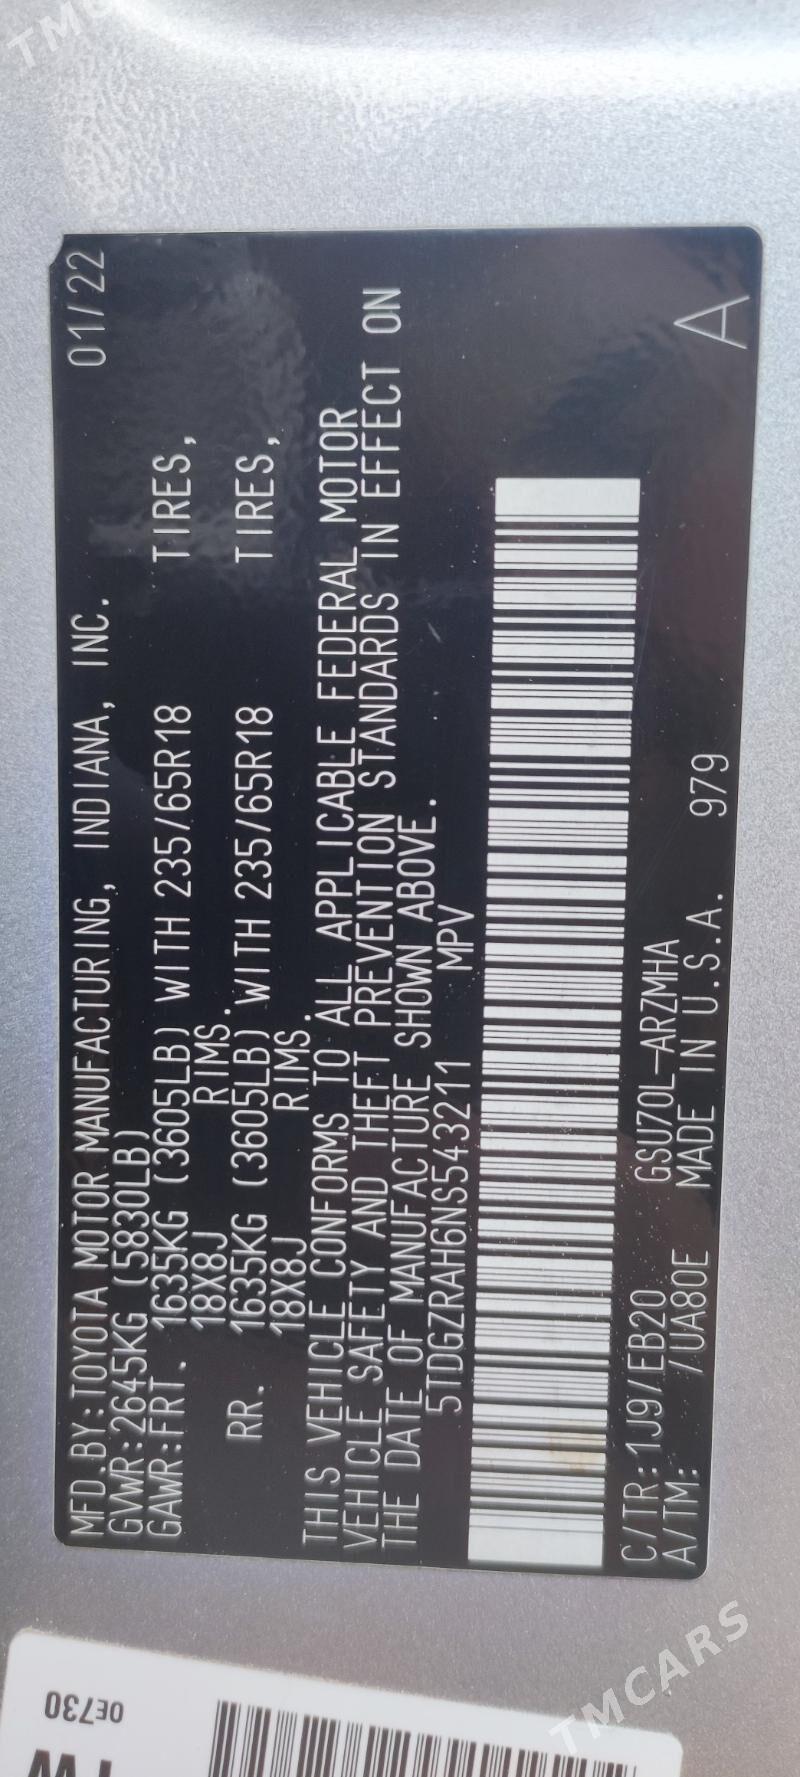 MFD.BY:TOYOTA MOTOR MANUFACTURING, INDIANA, INC. 01/22
GVWR:2645KG (5830LB)
GAWR:FRT. 1635KG (3605LB) WITH 235/65R18 TIRES,
18X8J RIMS.
RR. 1635KG (3605LB) WITH 235/65R18 TIRES,
18X8J RIMS.
THIS VEHICLE CONFORMS TO ALL APPLICABLE FEDERAL MOTOR
VEHICLE SAFETY AND THEFT PREVENTION STANDARDS IN EFFECT ON
THE DATE OF MANUFACTURE SHOWN ABOVE.
5TDGZRAH6NS543211 MPV
C/TR:1J9/EB20 GSU70L-ARZMHA
A/TM: /UA80E MADE IN U.S.A. 979 A
0E730
TMCARS